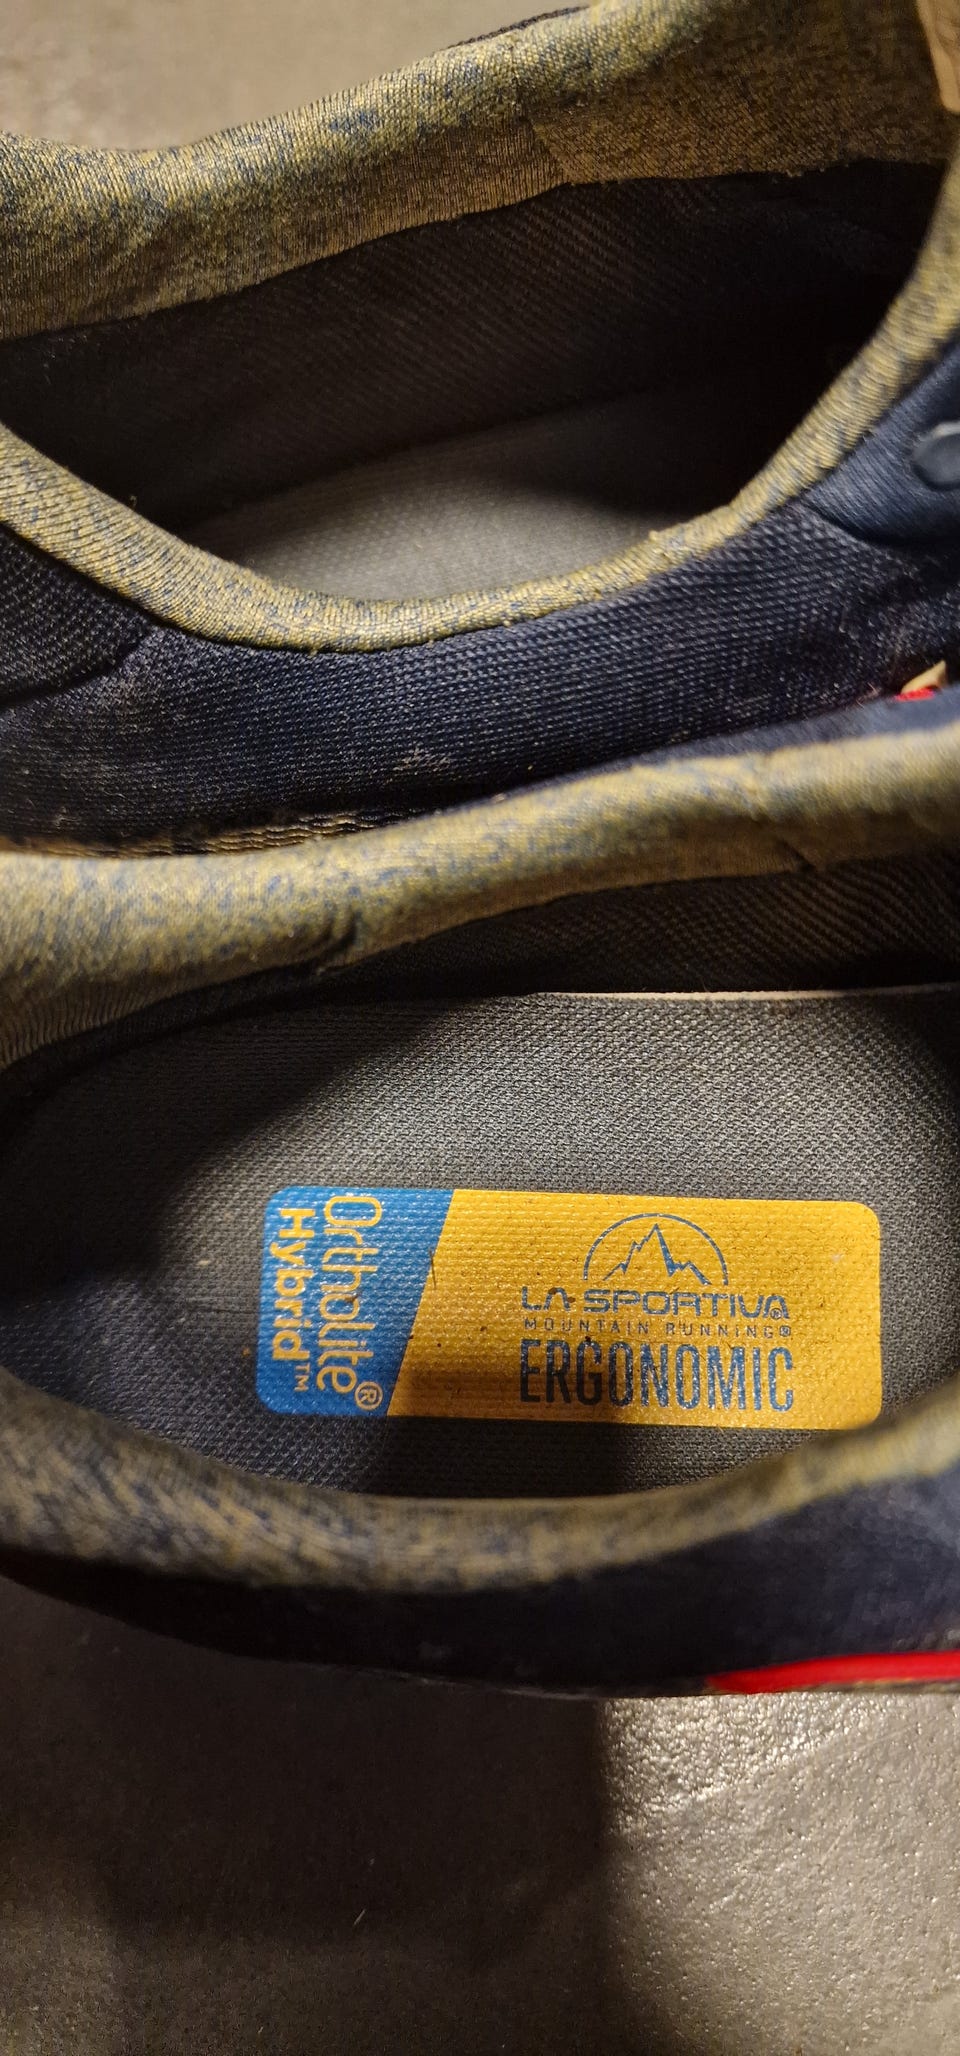 Ortholite®
Hybrid™
LA SPORTIVA®
MOUNTAIN RUNNING®
ERGONOMIC